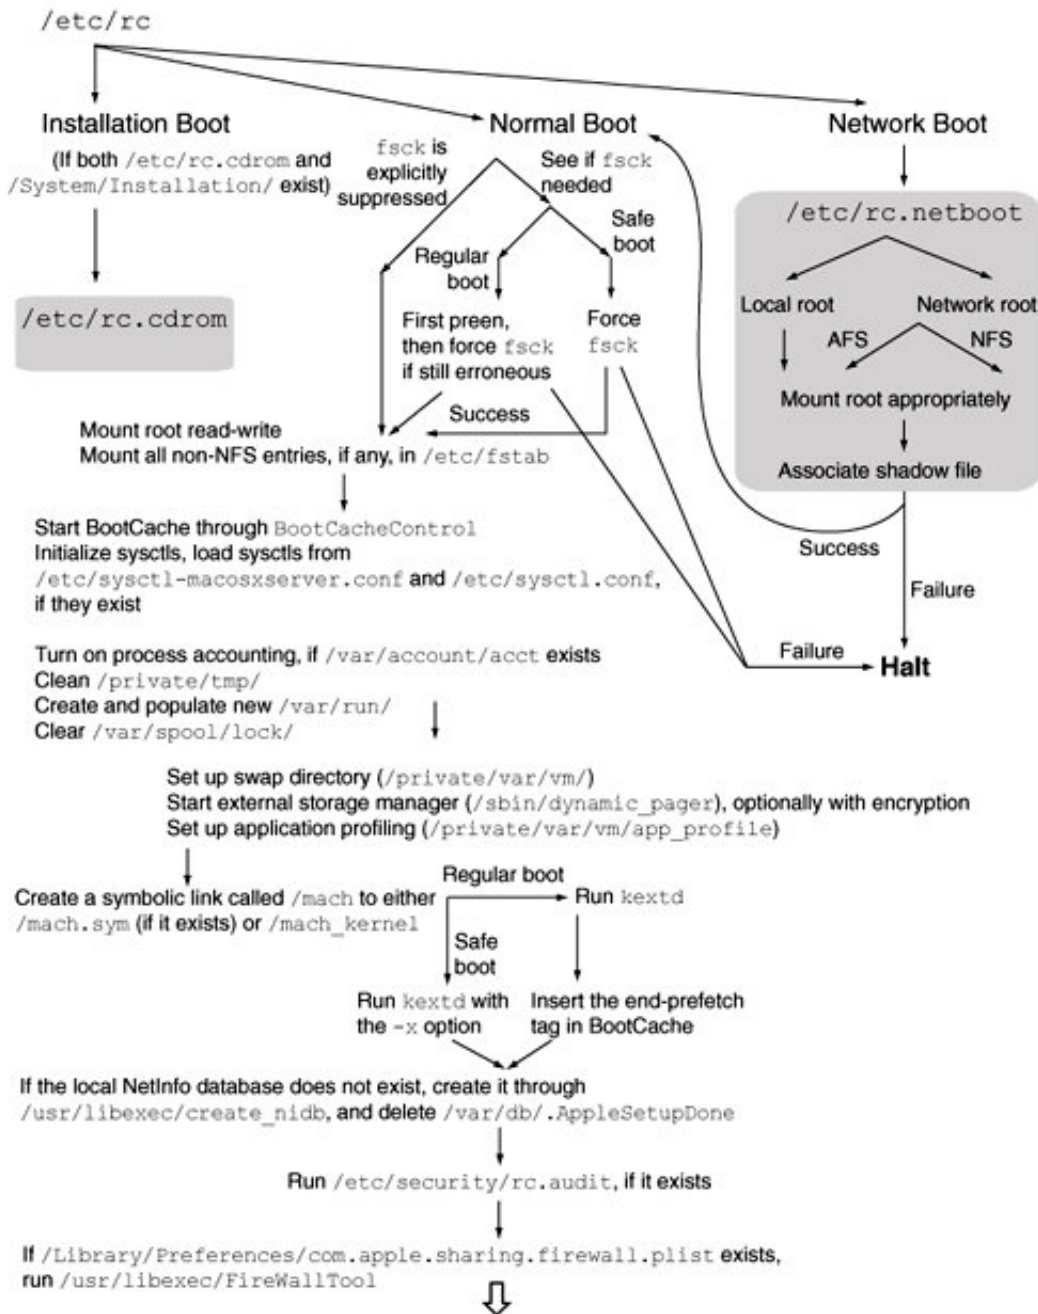 /etc/rc
Installation Boot
(If both /etc/rc.cdrom and
/System/Installation/ exist)
/etc/rc.cdrom
Normal Boot
fsck is
explicitly
suppressed
See if fsck
needed
Regular
boot
Safe
boot
First preen,
then force fsck
if still erroneous
Force
fsck
Success
Network Boot
/etc/rc.netboot
Local root
Network root
AFS
NFS
Mount root appropriately
Associate shadow file
Success
Failure
Failure
Halt
Mount root read-write
Mount all non-NFS entries, if any, in /etc/fstab
Start BootCache through BootCacheControl
Initialize sysctls, load sysctls from
/etc/sysctl-macosxserver.conf and /etc/sysctl.conf,
if they exist
Turn on process accounting, if /var/account/acct exists
Clean /private/tmp/
Create and populate new /var/run/
Clear /var/spool/lock/
Set up swap directory (/private/var/vm/)
Start external storage manager (/sbin/dynamic_pager), optionally with encryption
Set up application profiling (/private/var/vm/app_profile)
Create a symbolic link called /mach to either
/mach.sym (if it exists) or /mach_kernel
Regular boot
Run kextd
Safe
boot
Run kextd with
the -x option
Insert the end-prefetch
tag in BootCache
If the local NetInfo database does not exist, create it through
/usr/libexec/create_nidb, and delete /var/db/.AppleSetupDone
Run /etc/security/rc.audit, if it exists
If /Library/Preferences/com.apple.sharing.firewall.plist exists,
run /usr/libexec/FireWallTool